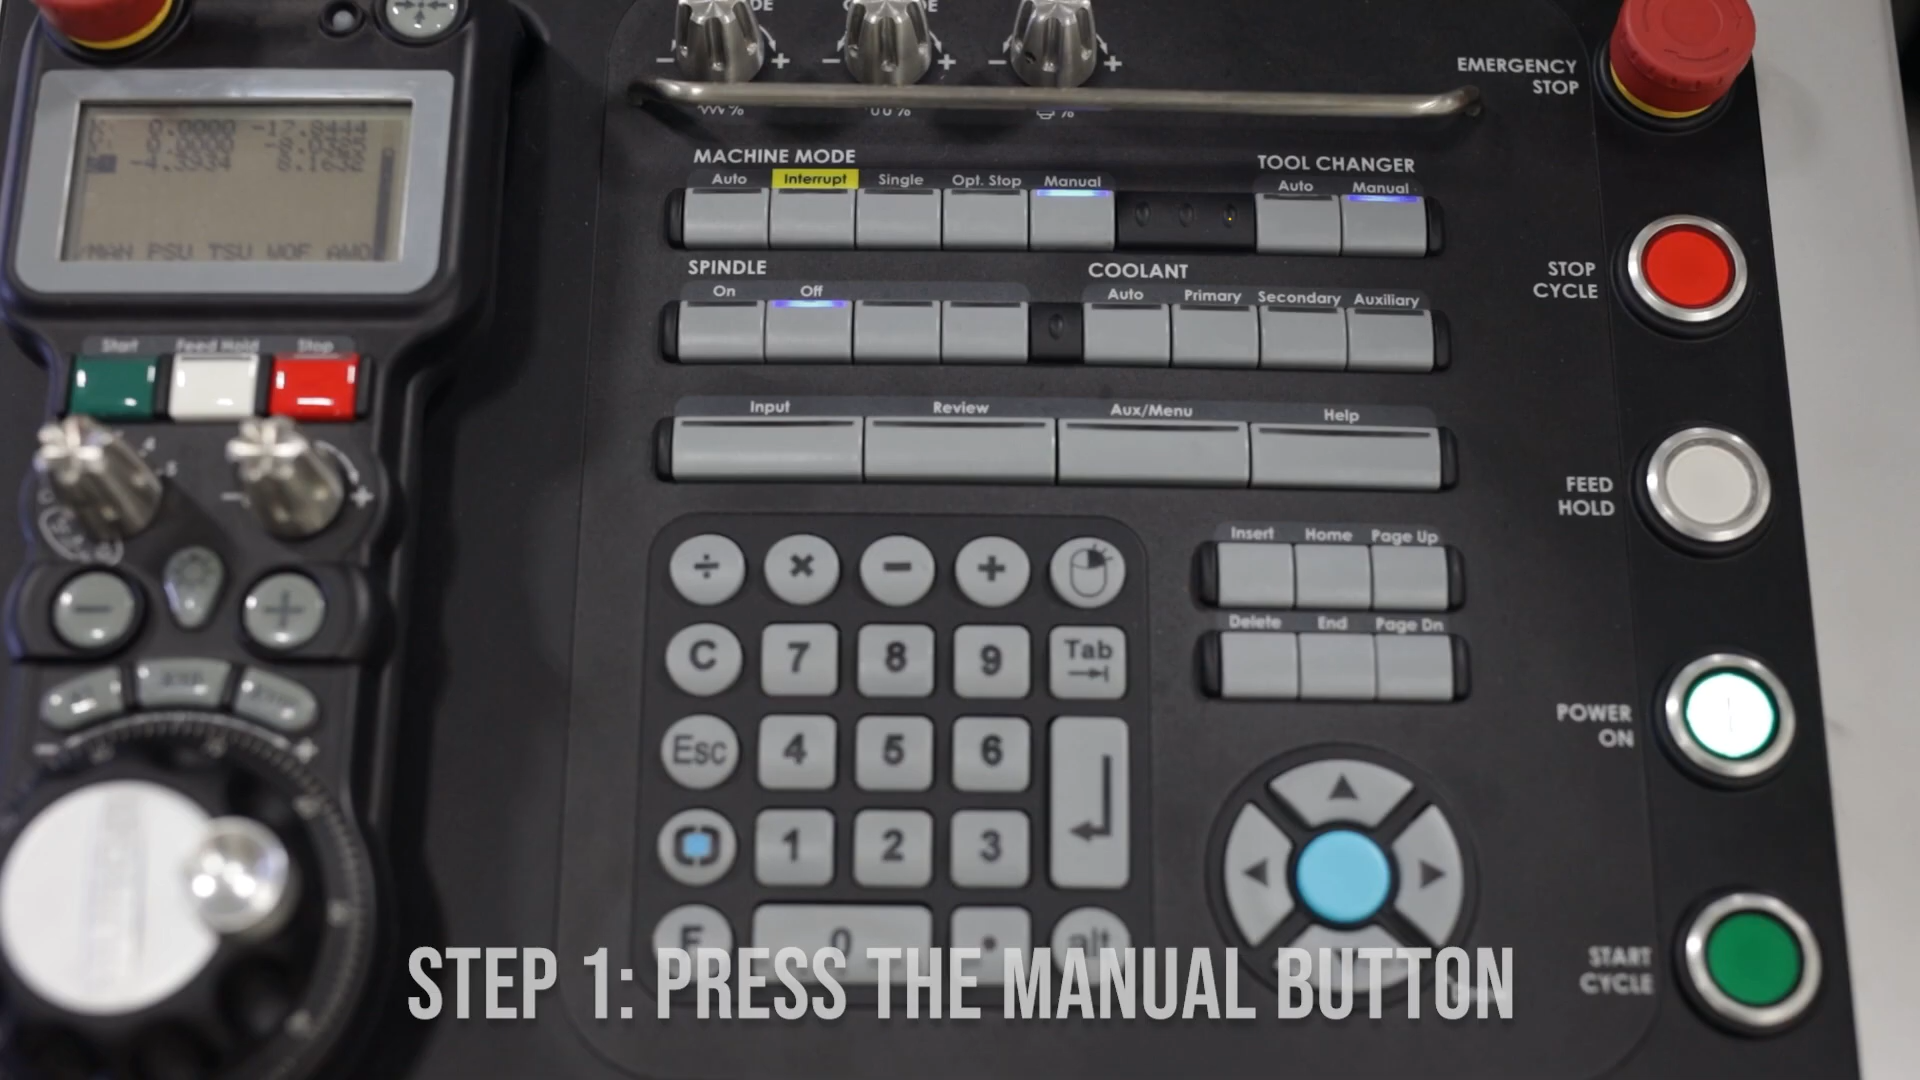 EMERGENCY
STOP
MACHINE MODE
Auto
Interrupt
Single
Opt. Stop
Manual
TOOL CHANGER
Auto
Manual
SPINDLE
On
Off
COOLANT
Auto
Primary
Secondary
Auxiliary
STOP
CYCLE
Start
Feed Hold
Stop
Input
Review
Aux/Menu
Help
FEED
HOLD
Insert
Home
Page Up
Delete
End
Page Dn
÷ × − +
C 7 8 9 Tab
Esc 4 5 6
1 2 3
F 0 . alt
POWER
ON
START
CYCLE
STEP 1: PRESS THE MANUAL BUTTON